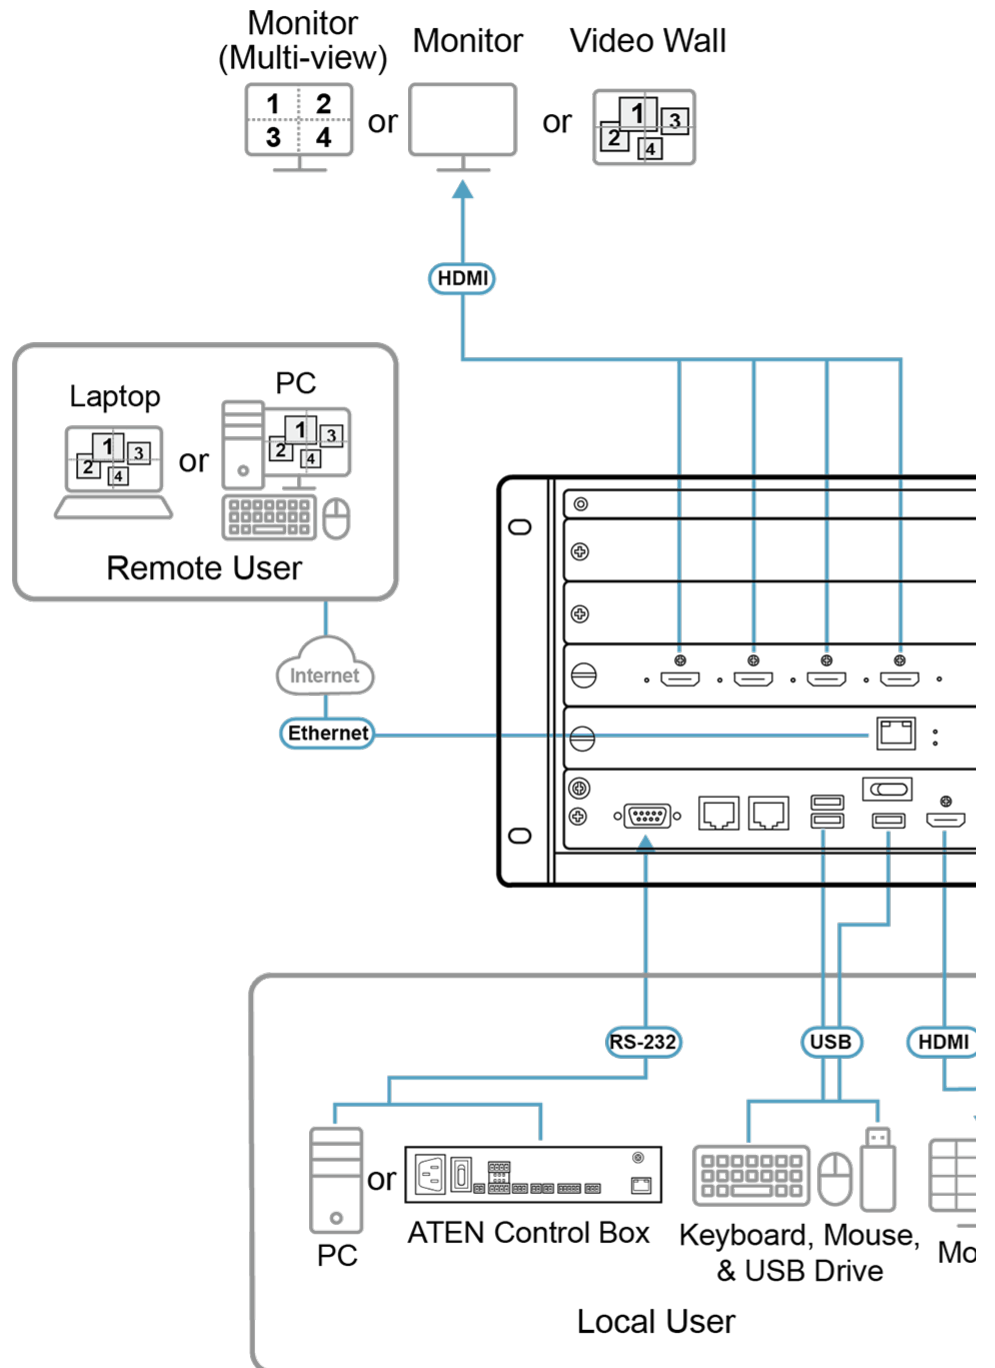 Monitor
(Multi-view)
Monitor
Video Wall
1 2
3 4
or
or
1
2
3
4
HDMI
Laptop
PC
1
2
3
4
or
1
2
3
4
Remote User
Internet
Ethernet
RS-232
USB
HDMI
or
PC
ATEN Control Box
Keyboard, Mouse,
& USB Drive
Mo
Local User